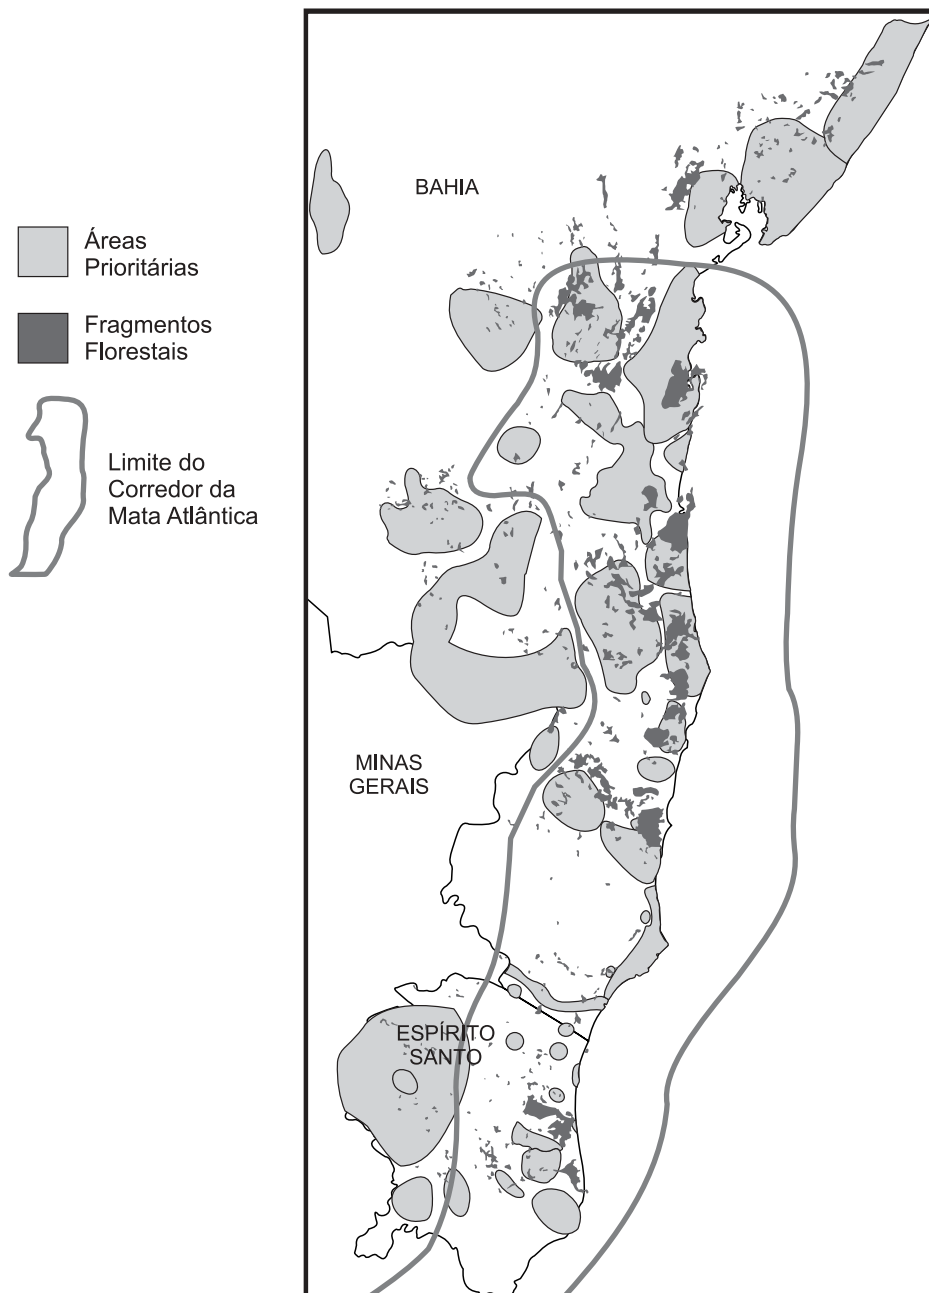 BAHIA
Áreas
Prioritárias
Fragmentos
Florestais
Limite do
Corredor da
Mata Atlântica
MINAS
GERAIS
ESPÍRITO
SANTO